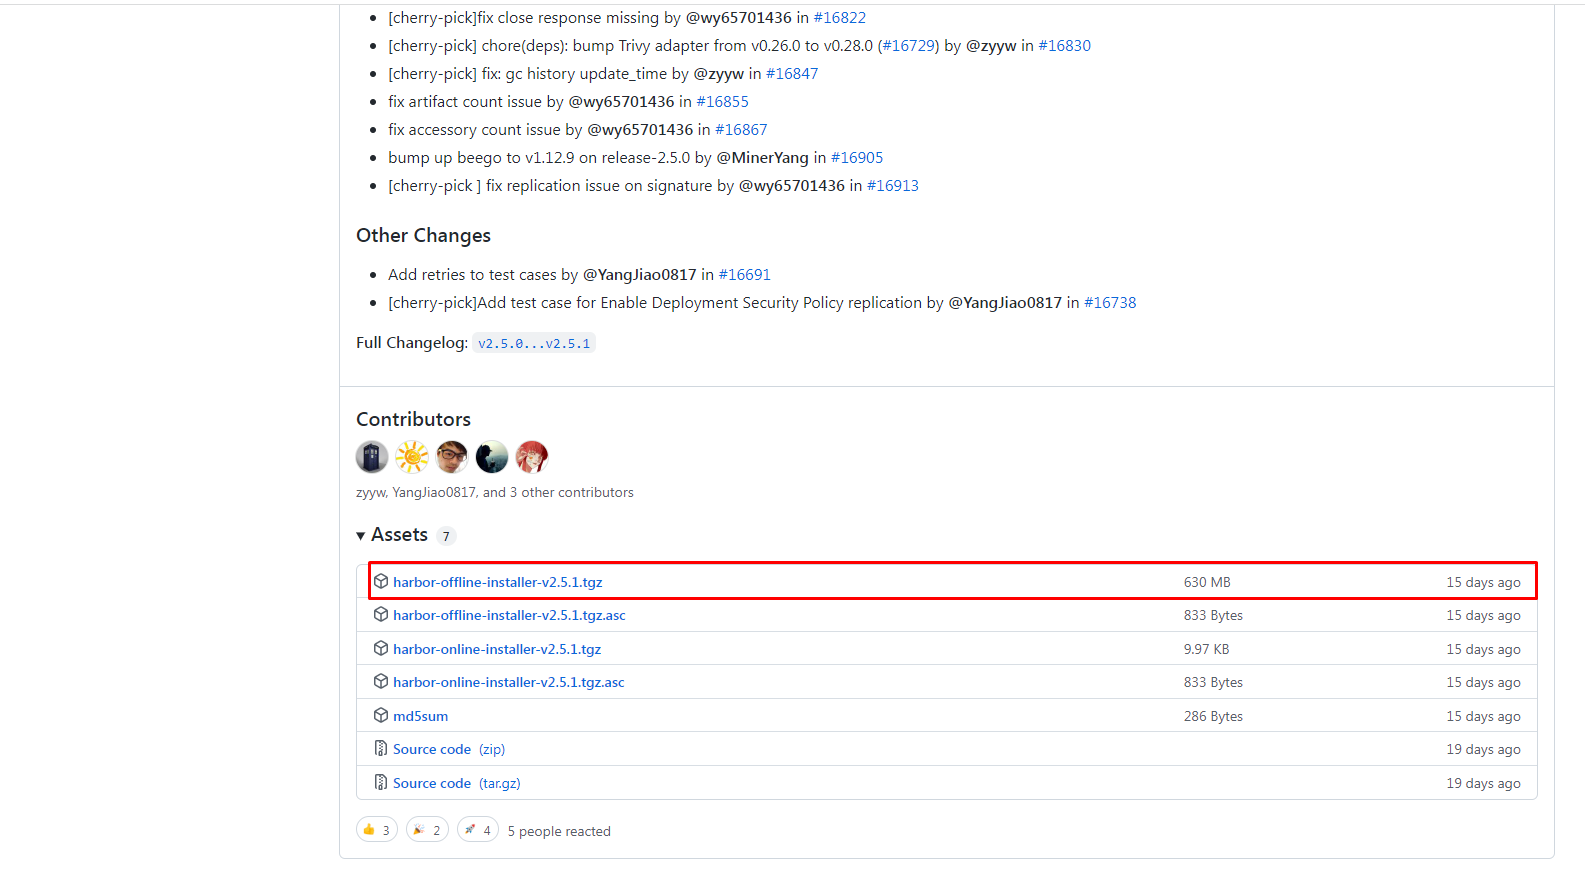 [cherry-pick]fix close response missing by @wy65701436 in #16822
[cherry-pick] chore(deps): bump Trivy adapter from v0.26.0 to v0.28.0 (#16729) by @zyyw in #16830
[cherry-pick] fix: gc history update_time by @zyyw in #16847
fix artifact count issue by @wy65701436 in #16855
fix accessory count issue by @wy65701436 in #16867
bump up beego to v1.12.9 on release-2.5.0 by @MinerYang in #16905
[cherry-pick ] fix replication issue on signature by @wy65701436 in #16913
Other Changes
Add retries to test cases by @YangJiao0817 in #16691
[cherry-pick]Add test case for Enable Deployment Security Policy replication by @YangJiao0817 in #16738
Full Changelog: v2.5.0...v2.5.1
Contributors
zyyw, YangJiao0817, and 3 other contributors
Assets 7
harbor-offline-installer-v2.5.1.tgz 630 MB 15 days ago
harbor-offline-installer-v2.5.1.tgz.asc 833 Bytes 15 days ago
harbor-online-installer-v2.5.1.tgz 9.97 KB 15 days ago
harbor-online-installer-v2.5.1.tgz.asc 833 Bytes 15 days ago
md5sum 286 Bytes 15 days ago
Source code (zip) 19 days ago
Source code (tar.gz) 19 days ago
3 2 4 5 people reacted